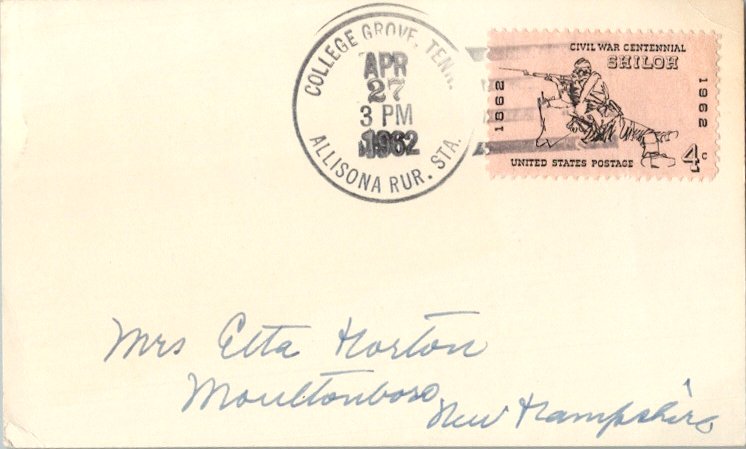 COLLEGE GROVE, TENN.
APR
27
3 PM
1962
ALLISONA RUR. STA.
CIVIL WAR CENTENNIAL
SHILOH
1862
1962
UNITED STATES POSTAGE
4c
Mrs Etta Horton
Moultonboro
New Hampshire